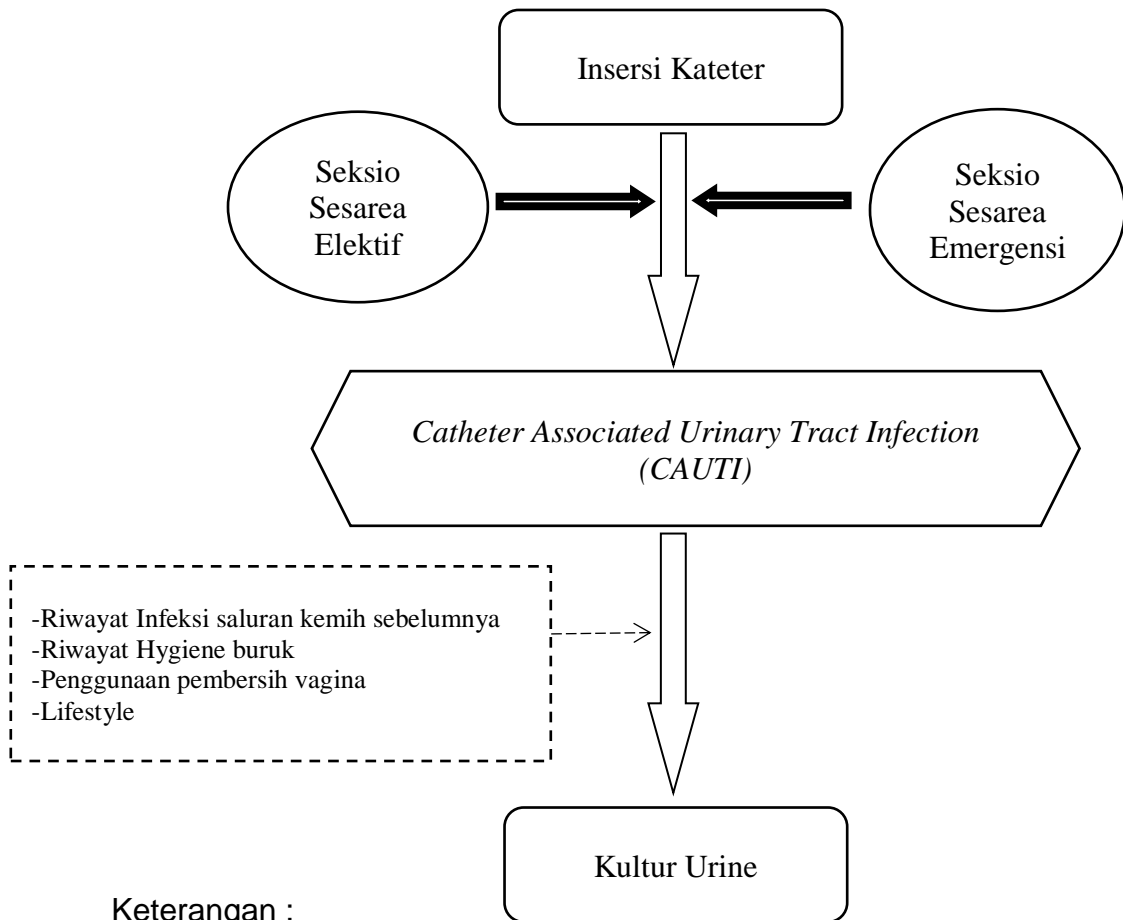 Insersi Kateter
Seksio
Sesarea
Elektif
Seksio
Sesarea
Emergensi
Catheter Associated Urinary Tract Infection
(CAUTI)
-Riwayat Infeksi saluran kemih sebelumnya
-Riwayat Hygiene buruk
-Penggunaan pembersih vagina
-Lifestyle
Kultur Urine
Keterangan :